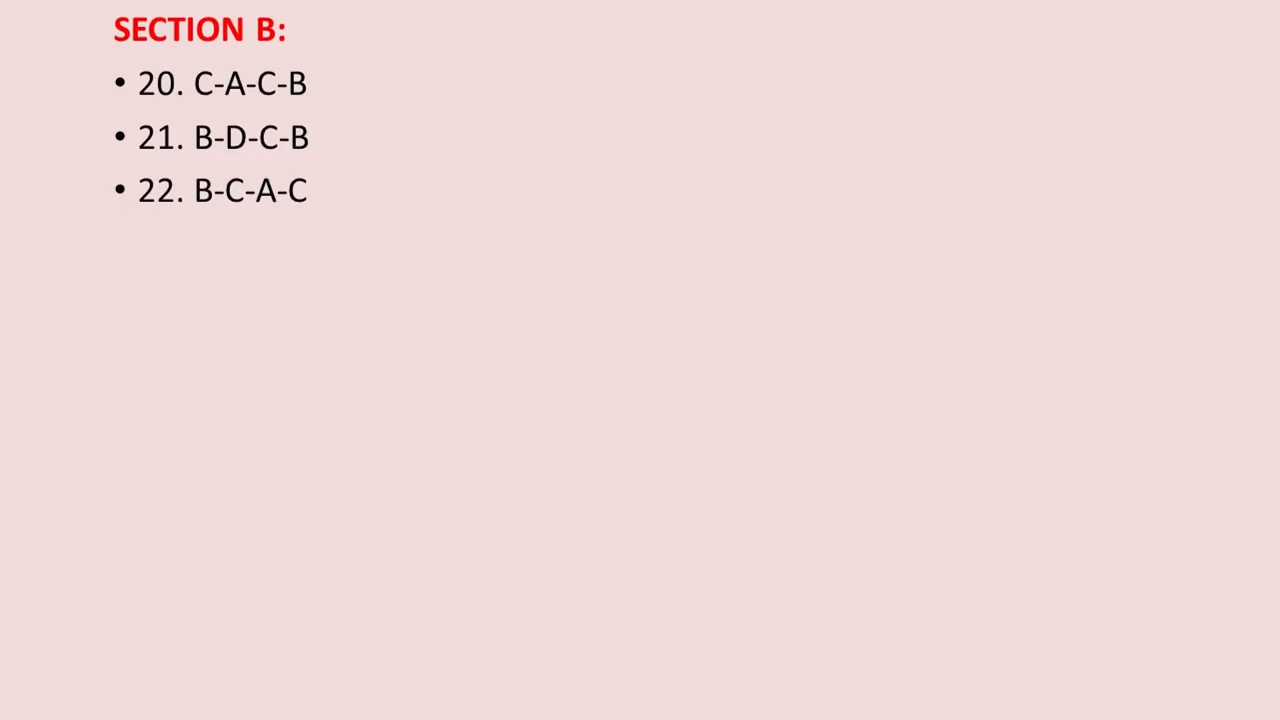 SECTION B:
• 20. C-A-C-B
• 21. B-D-C-B
• 22. B-C-A-C